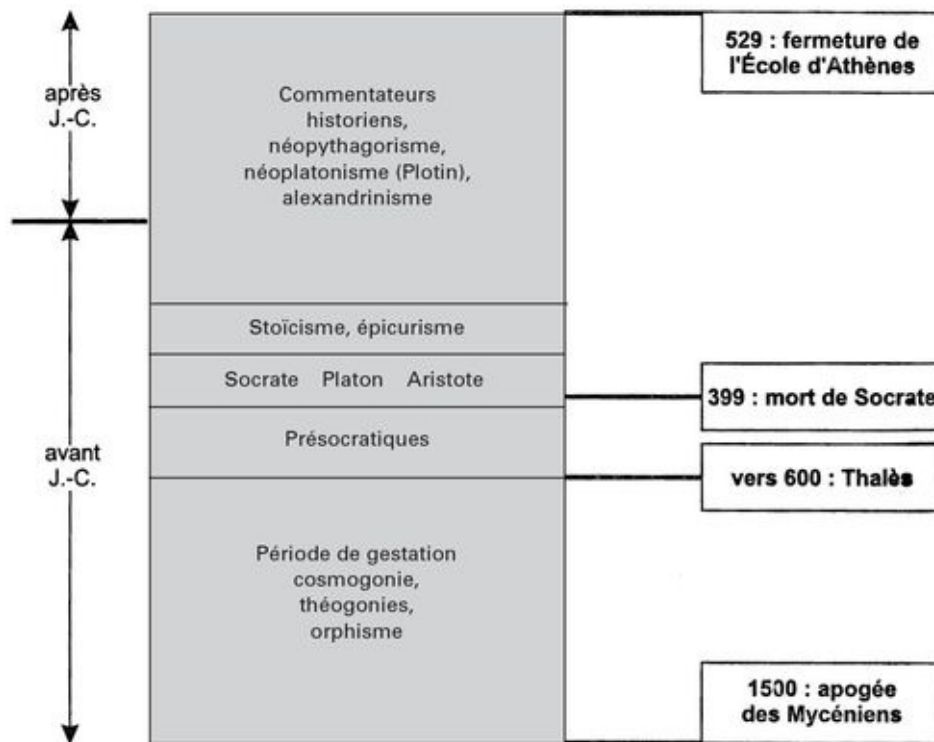 après
J.-C.
Commentateurs
historiens,
néopythagorisme,
néoplatonisme (Plotin),
alexandrinisme
529 : fermeture de
l'École d'Athènes
Stoïcisme, épicurisme
Socrate Platon Aristote
399 : mort de Socrate
avant
J.-C.
Présocratiques
vers 600 : Thalès
Période de gestation
cosmogonie,
théogonies,
orphisme
1500 : apogée
des Mycéniens